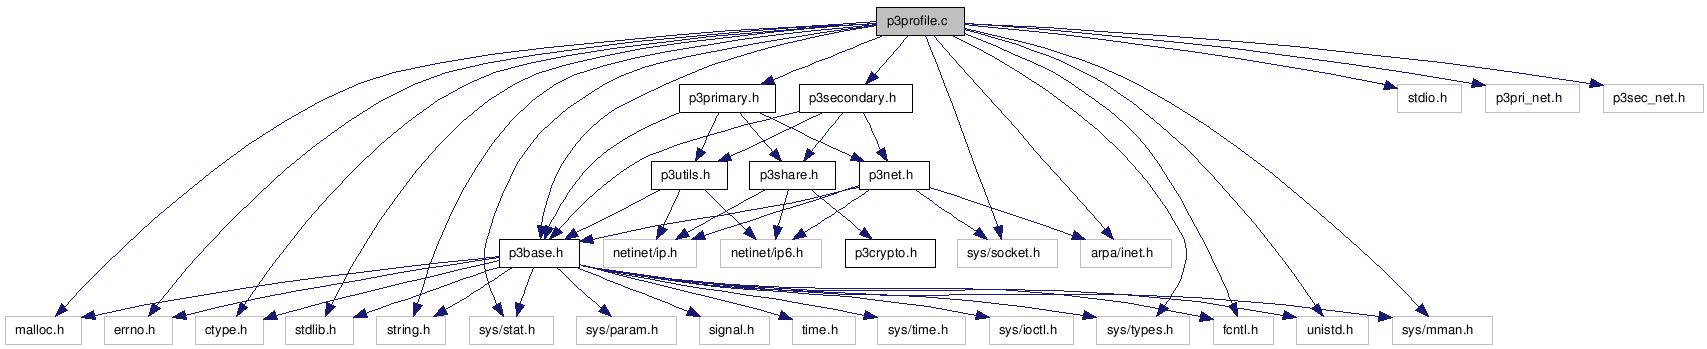 p3profile.c
p3primary.h
p3secondary.h
stdio.h
p3pri_net.h
p3sec_net.h
p3utils.h
p3share.h
p3net.h
p3base.h
netinet/ip.h
netinet/ip6.h
p3crypto.h
sys/socket.h
arpa/inet.h
malloc.h
errno.h
ctype.h
stdlib.h
string.h
sys/stat.h
sys/param.h
signal.h
time.h
sys/time.h
sys/ioctl.h
sys/types.h
fcntl.h
unistd.h
sys/mman.h